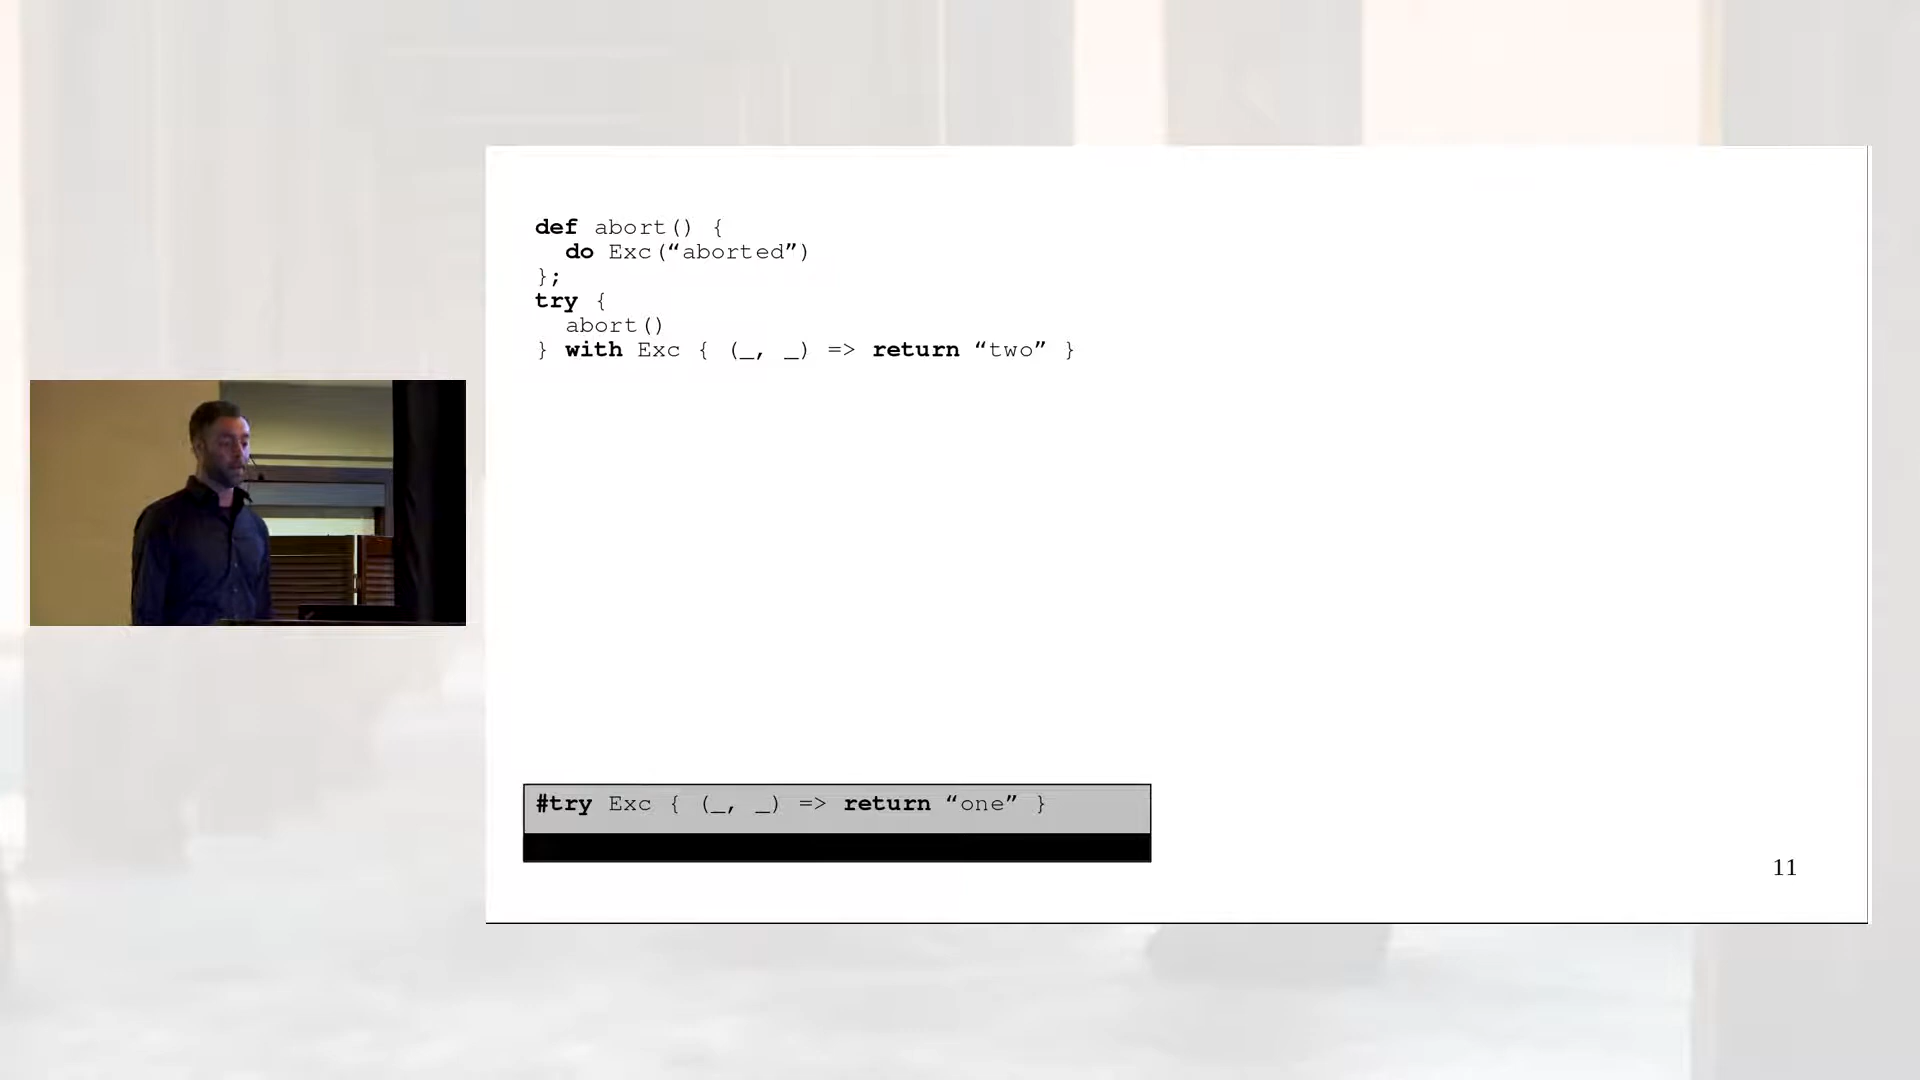 def abort() {
do Exc(“aborted”)
};
try {
abort()
} with Exc { (_, _) => return “two” }
#try Exc { (_, _) => return “one” }
11